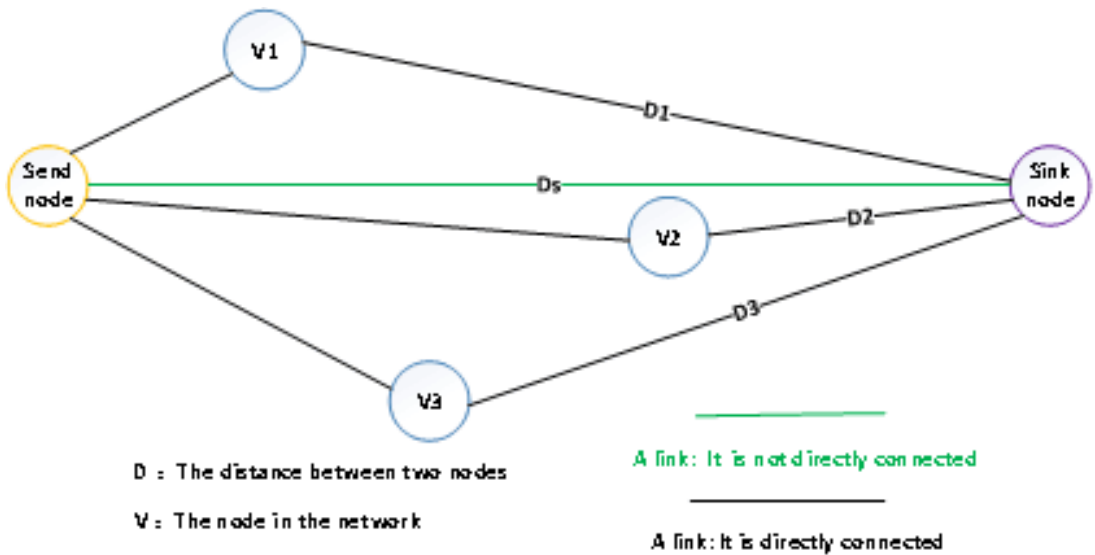 V1
D1
Send
node
Ds
Sink
node
V2
D2
D3
V3
D : The distance between two nodes
V : The node in the network
A link: It is not directly connected
A link: It is directly connected